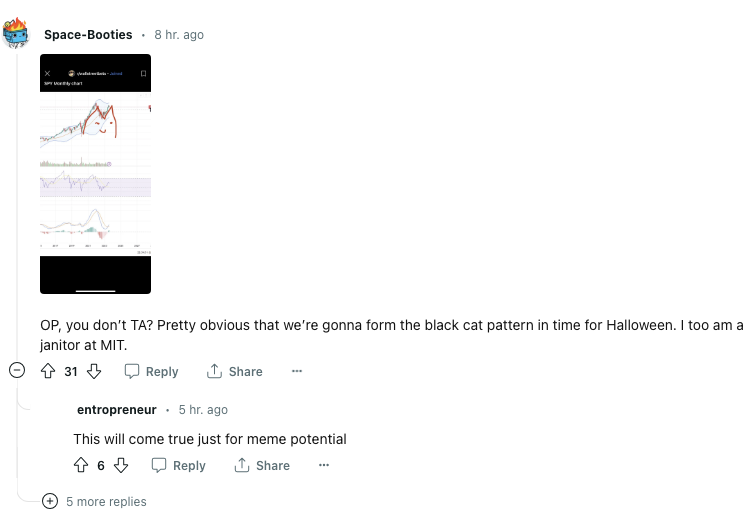 Space-Booties • 8 hr. ago
SPY Monthly chart
OP, you don’t TA? Pretty obvious that we’re gonna form the black cat pattern in time for Halloween. I too am a
janitor at MIT.
31 Reply Share
entropreneur • 5 hr. ago
This will come true just for meme potential
6 Reply Share
5 more replies